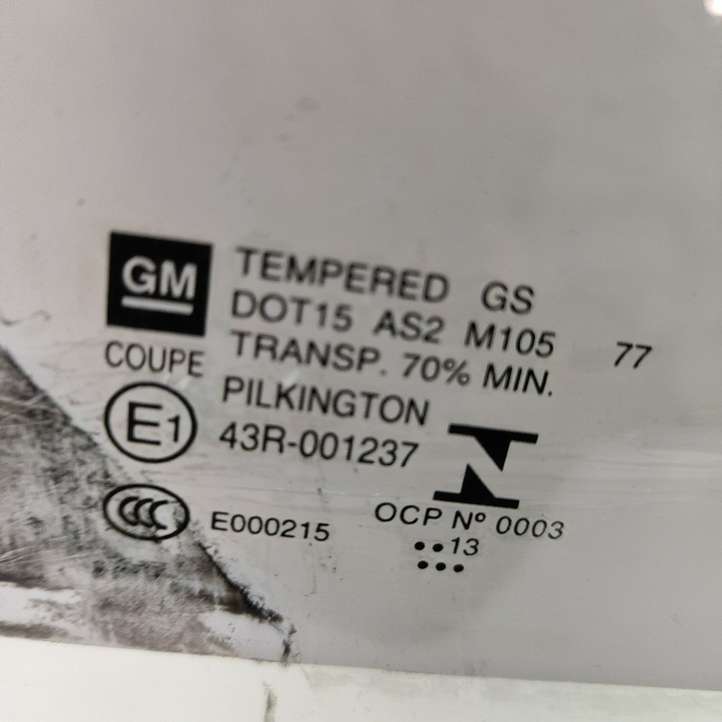 GM
TEMPERED GS
DOT15 AS2 M105 77
TRANSP. 70% MIN.
COUPE
PILKINGTON
E1
43R-001237
CCC
E000215
OCP Nº 0003
••13
•••